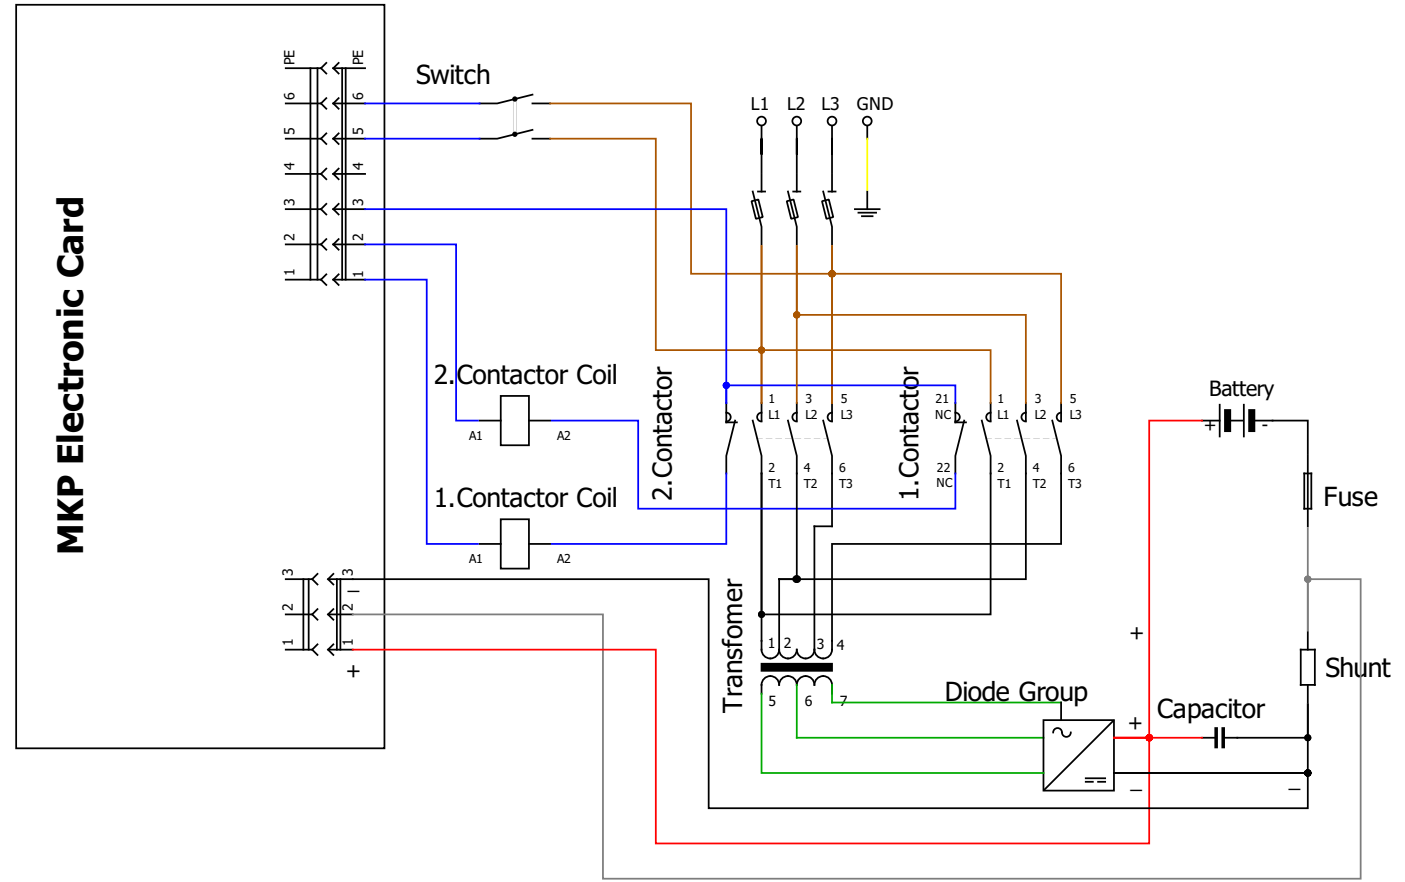 PE PE
Switch
6 6
L1 L2 L3 GND
5 5
4 4
3 3
2 2
1 1
MKP Electronic Card
2.Contactor Coil
A1 A2
1.Contactor Coil
A1 A2
2.Contactor
1 3 5
L1 L2 L3
2 4 6
T1 T2 T3
1.Contactor
21 1 3 5
NC L1 L2 L3
22 2 4 6
NC T1 T2 T3
Battery
+ -
Fuse
3 3
–
2 2
1 1
+
Transfomer
1 2 3 4
5 6 7
Diode Group
+
Shunt
Capacitor
+
–
–